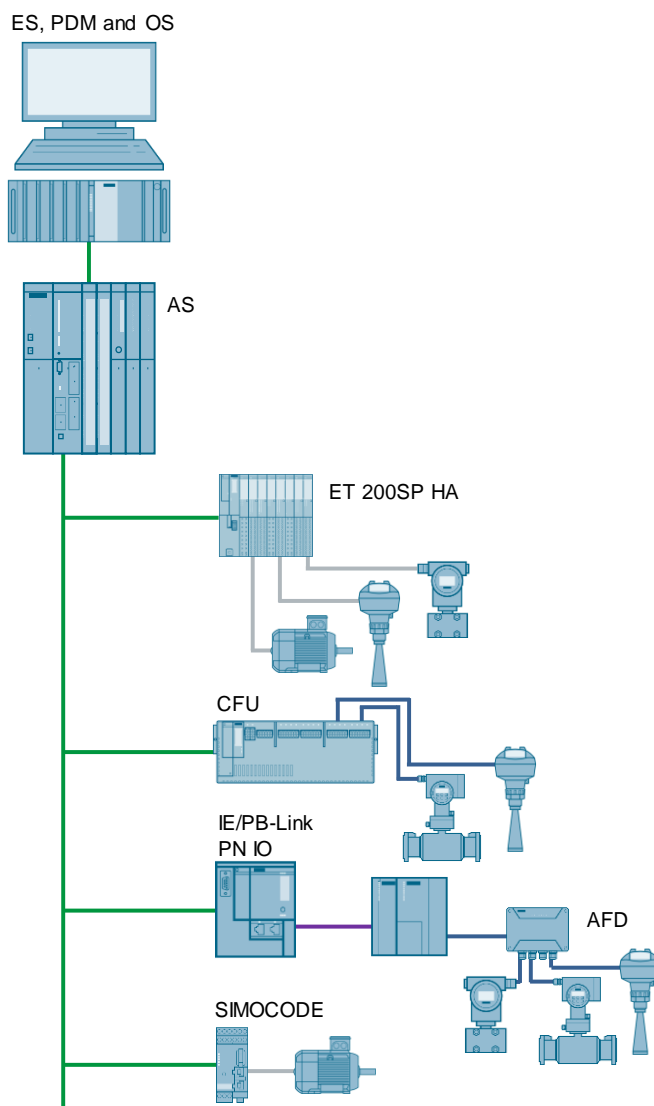 ES, PDM and OS
AS
ET 200SP HA
CFU
IE/PB-Link
PN IO
AFD
SIMOCODE